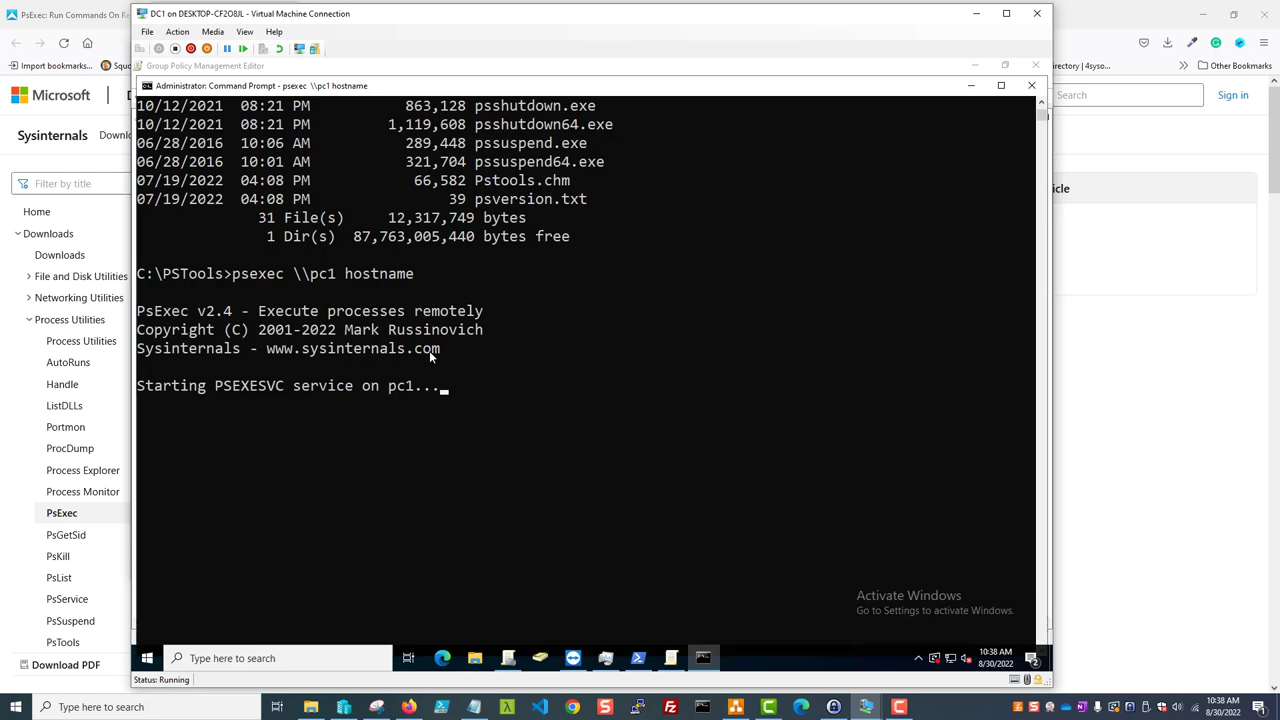 PsExec: Run Commands On R
DC1 on DESKTOP-CF2O8JL - Virtual Machine Connection
File Action Media View Help
Import bookmarks...
Group Policy Management Editor
Other Bookmarks
Administrator: Command Prompt - psexec \\pc1 hostname
Microsoft
Search
Sign in
10/12/2021 08:21 PM 863,128 psshutdown.exe
10/12/2021 08:21 PM 1,119,608 psshutdown64.exe
06/28/2016 10:06 AM 289,448 pssuspend.exe
06/28/2016 10:01 AM 321,704 pssuspend64.exe
07/19/2022 04:08 PM 66,582 Pstools.chm
07/19/2022 04:08 PM 39 psversion.txt
31 File(s) 12,317,749 bytes
1 Dir(s) 87,763,005,440 bytes free
C:\PSTools>psexec \\pc1 hostname
PsExec v2.4 - Execute processes remotely
Copyright (C) 2001-2022 Mark Russinovich
Sysinternals - www.sysinternals.com
Starting PSEXESVC service on pc1...
Sysinternals Downlo
Filter by title
Home
Downloads
Downloads
File and Disk Utilities
Networking Utilities
Process Utilities
Process Utilities
AutoRuns
Handle
ListDLLs
Portmon
ProcDump
Process Explorer
Process Monitor
PsExec
PsGetSid
PsKill
PsList
PsService
PsSuspend
PsTools
Download PDF
Activate Windows
Go to Settings to activate Windows.
Type here to search
10:38 AM
8/30/2022
Status: Running
Type here to search
10:38 AM
8/30/2022